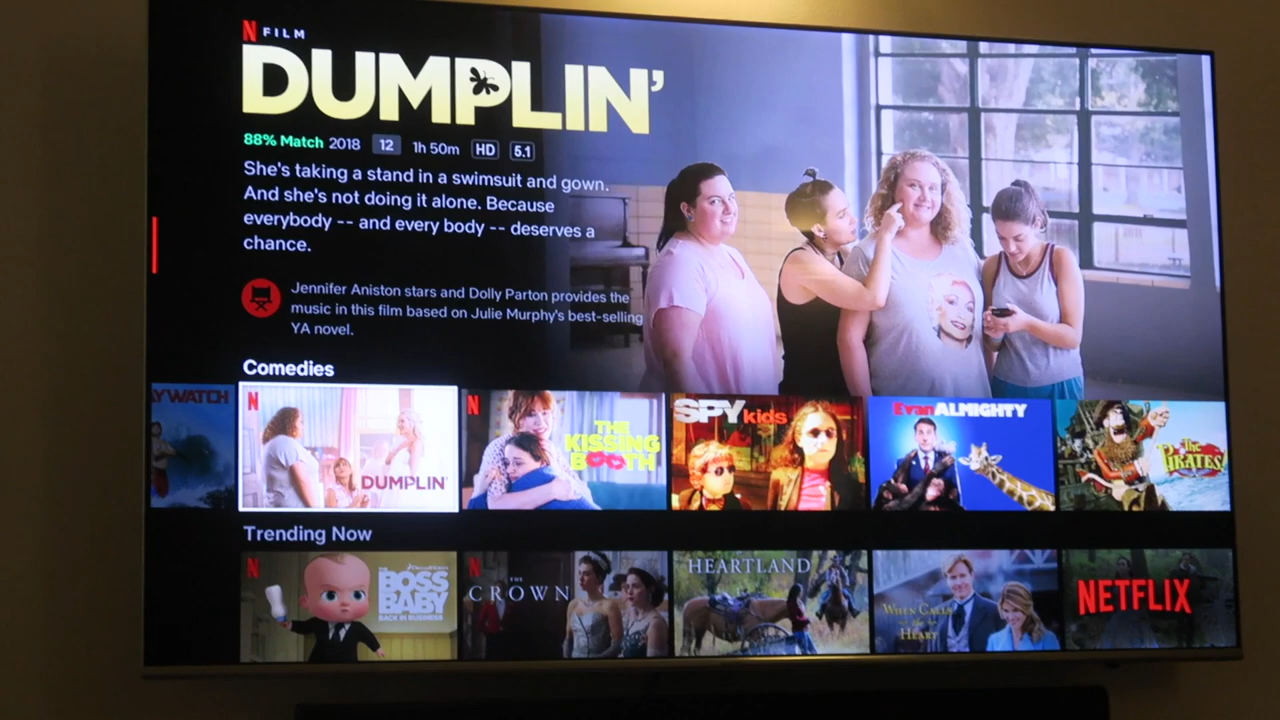 N FILM
DUMPLIN'
88% Match 2018 12 1h 50m HD 5.1
She's taking a stand in a swimsuit and gown.
And she's not doing it alone. Because
everybody -- and every body -- deserves a
chance.
Jennifer Aniston stars and Dolly Parton provides the
music in this film based on Julie Murphy's best-selling
YA novel.
Comedies
AYWATCH
N
DUMPLIN'
N
THE
KISSING
BOOTH
SPY kids
Evan ALMIGHTY
The
PIRATES!
Trending Now
N
DREAMWORKS
THE
BOSS
BABY
BACK IN BUSINESS
N
THE
CROWN
HEARTLAND
WHEN CALLS
the
HEART
NETFLIX